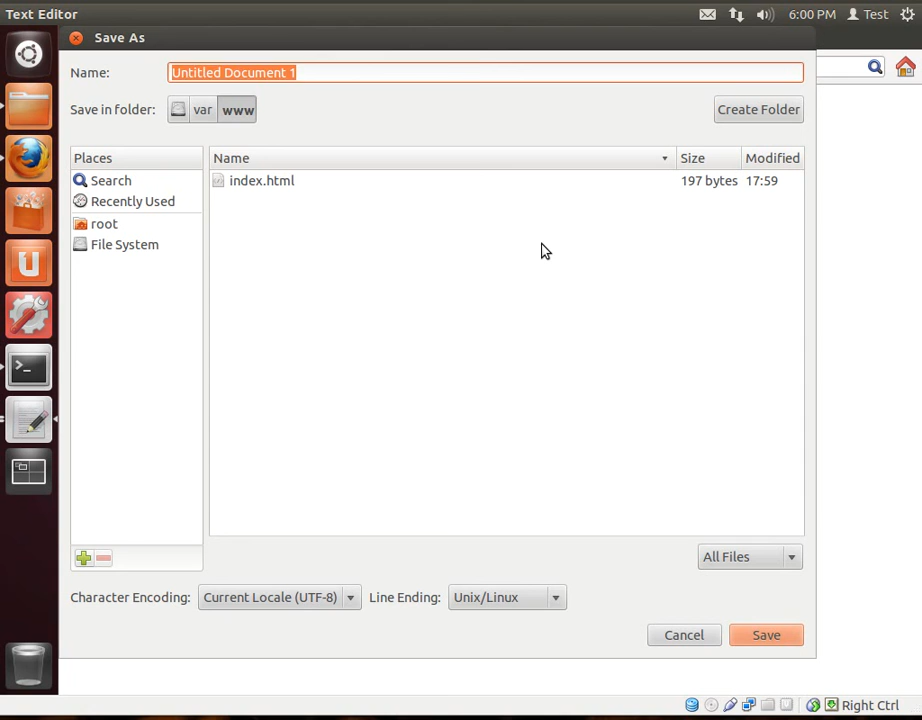 Text Editor
6:00 PM
Test
Save As
Name: Untitled Document 1
Save in folder: var www
Create Folder
Places
Name
Size
Modified
Search
index.html
197 bytes
17:59
Recently Used
root
File System
All Files
Character Encoding: Current Locale (UTF-8)
Line Ending: Unix/Linux
Cancel
Save
Right Ctrl